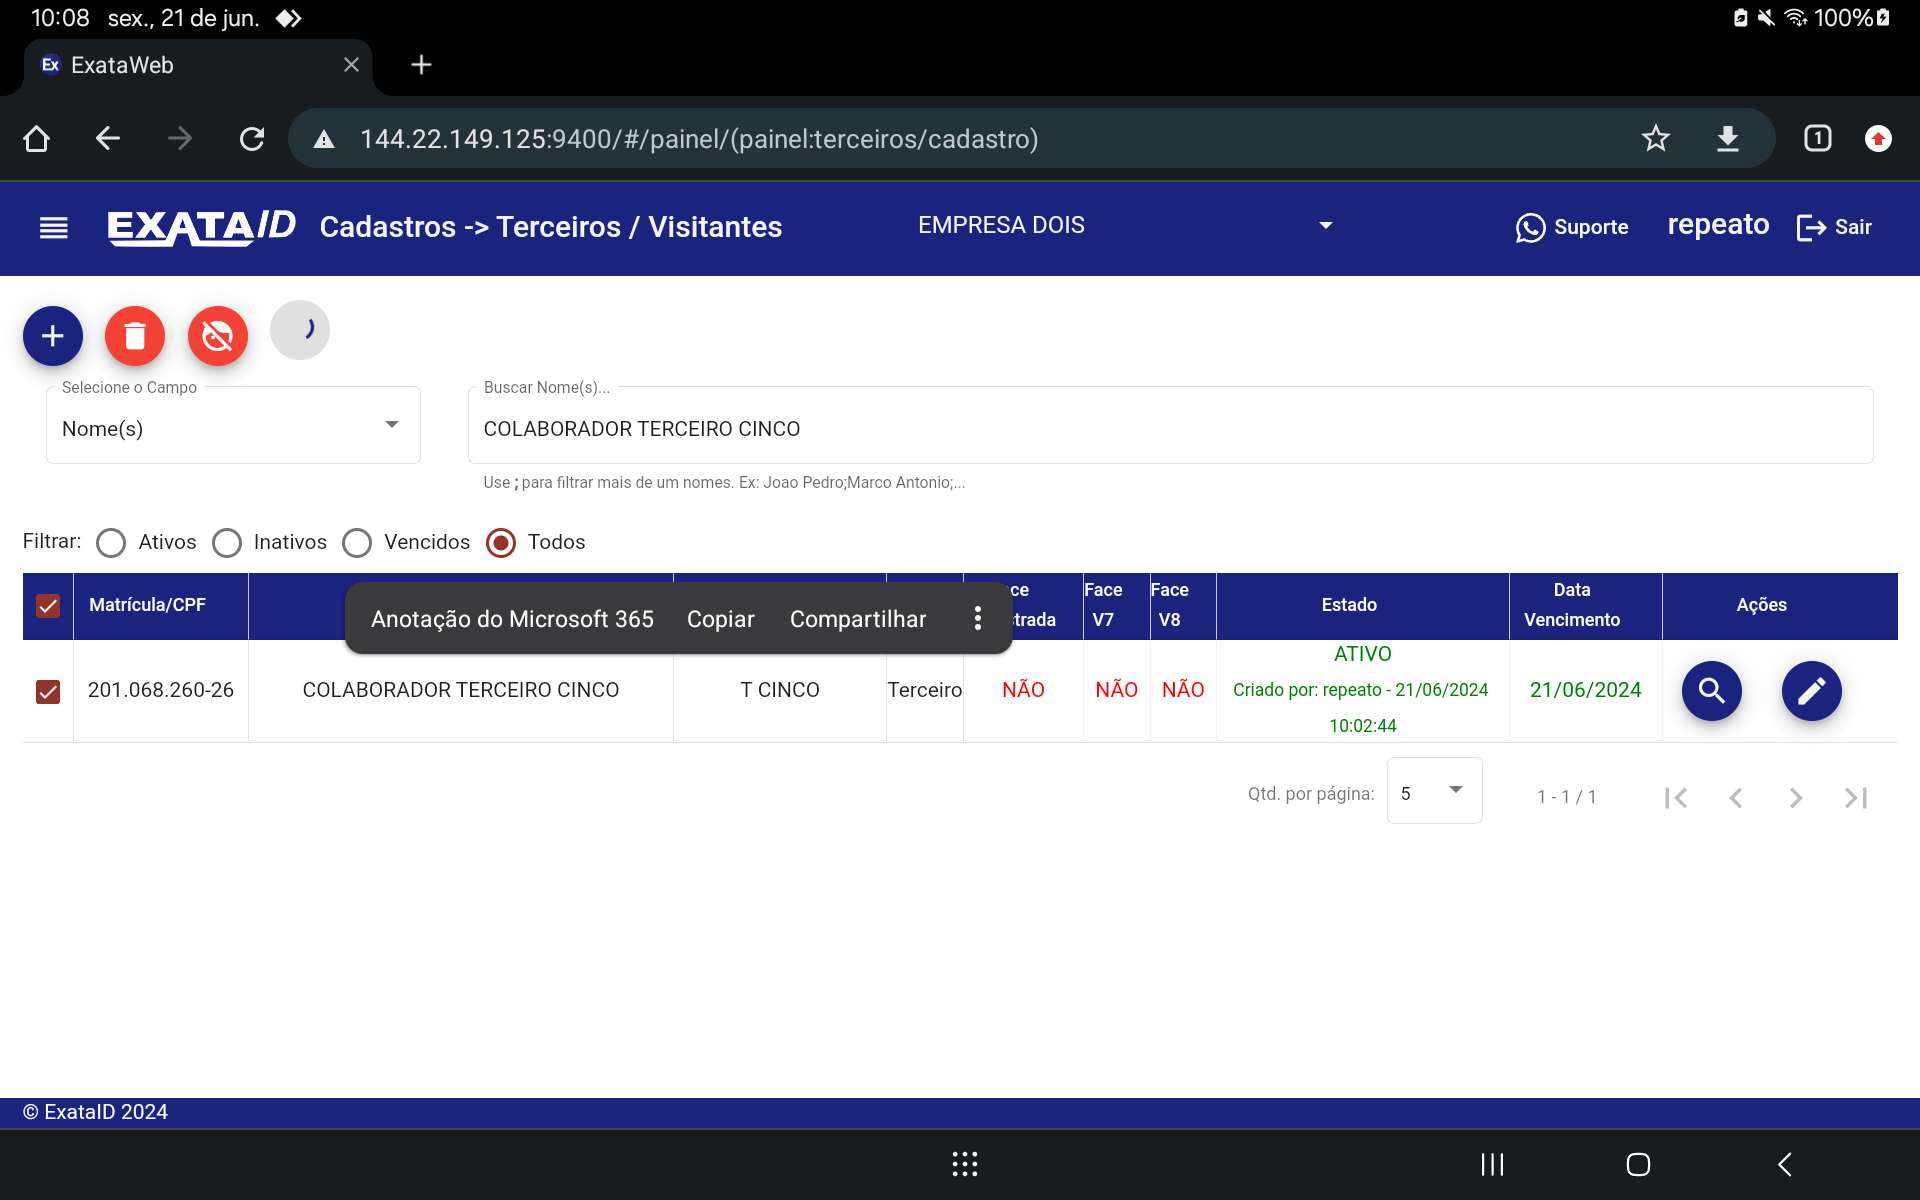 10:08 sex., 21 de jun. 100%
Ex ExataWeb
144.22.149.125:9400/#/painel/(painel:terceiros/cadastro) 1
EXATAID Cadastros -> Terceiros / Visitantes EMPRESA DOIS Suporte repeato Sair
Selecione o Campo Buscar Nome(s)...
Nome(s) COLABORADOR TERCEIRO CINCO
Use ; para filtrar mais de um nomes. Ex: Joao Pedro;Marco Antonio;...
Filtrar: Ativos Inativos Vencidos Todos
Matrícula/CPF Face V7 Face V8 Estado Data Vencimento Ações
Anotação do Microsoft 365 Copiar Compartilhar
201.068.260-26 COLABORADOR TERCEIRO CINCO T CINCO Terceiro NÃO NÃO NÃO ATIVO 21/06/2024
Criado por: repeato - 21/06/2024
10:02:44
Qtd. por página: 5 1 - 1 / 1
© ExataID 2024